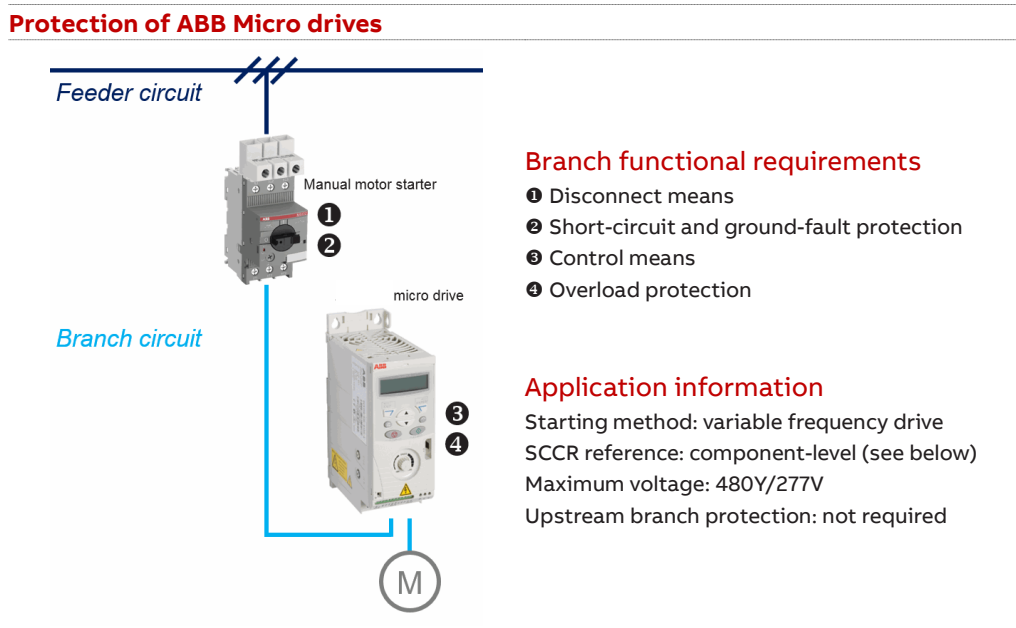 Protection of ABB Micro drives
Feeder circuit
Manual motor starter
❶
❷
micro drive
Branch circuit
ABB
❸
❹
M
Branch functional requirements
❶ Disconnect means
❷ Short-circuit and ground-fault protection
❸ Control means
❹ Overload protection
Application information
Starting method: variable frequency drive
SCCR reference: component-level (see below)
Maximum voltage: 480Y/277V
Upstream branch protection: not required